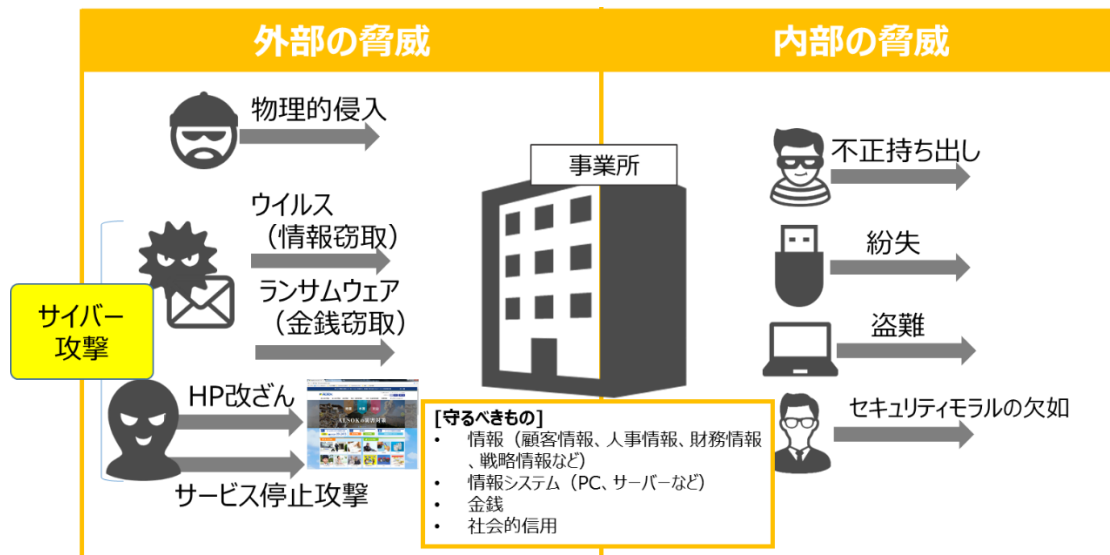 外部の脅威
内部の脅威
物理的侵入
ウイルス
（情報窃取）
ランサムウェア
（金銭窃取）
サイバー
攻撃
HP改ざん
サービス停止攻撃
事業所
[守るべきもの]
• 情報（顧客情報、人事情報、財務情報
、戦略情報など）
• 情報システム（PC、サーバーなど）
• 金銭
• 社会的信用
不正持ち出し
紛失
盗難
セキュリティモラルの欠如